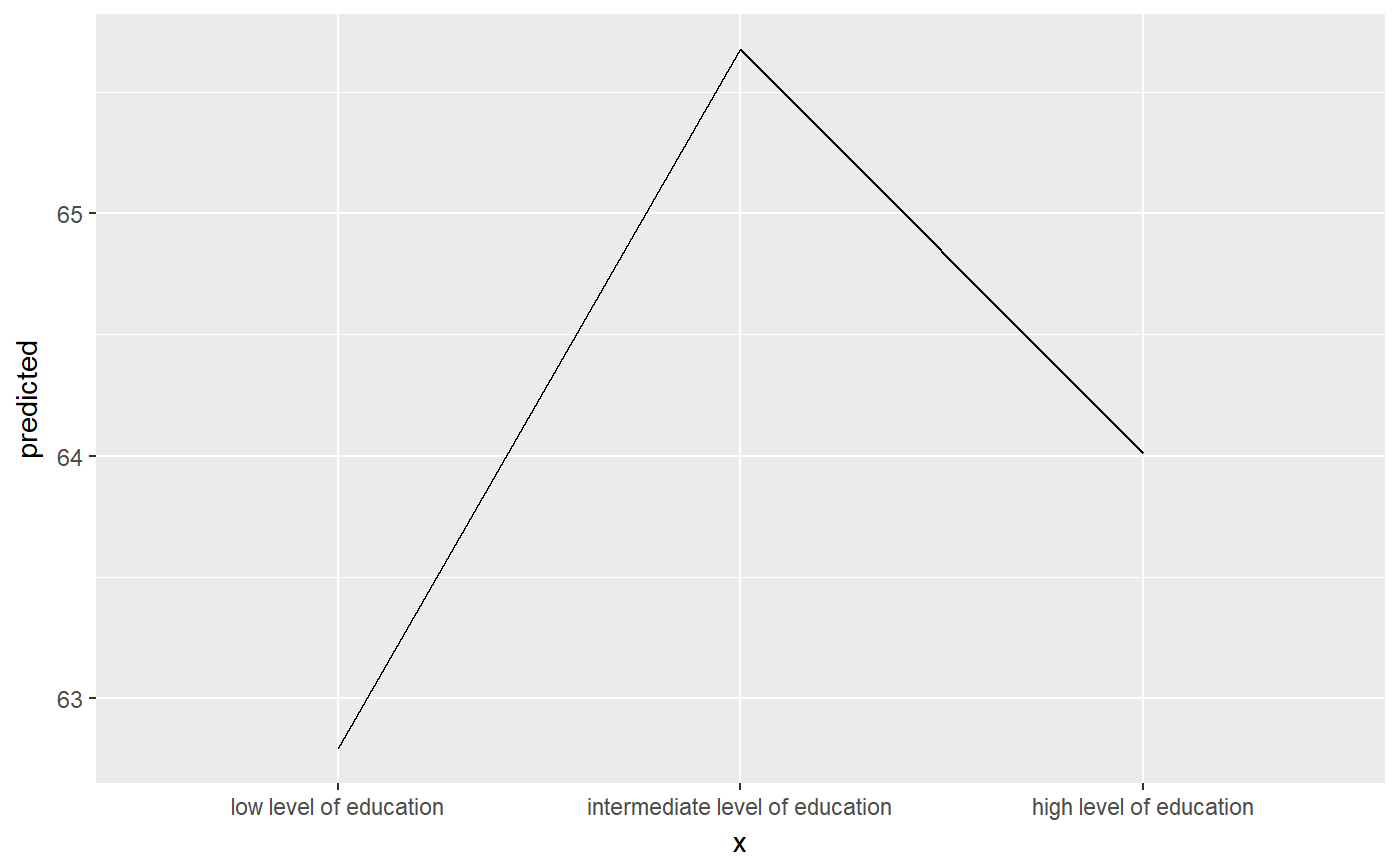 predicted
65
64
63
low level of education
intermediate level of education
high level of education
x